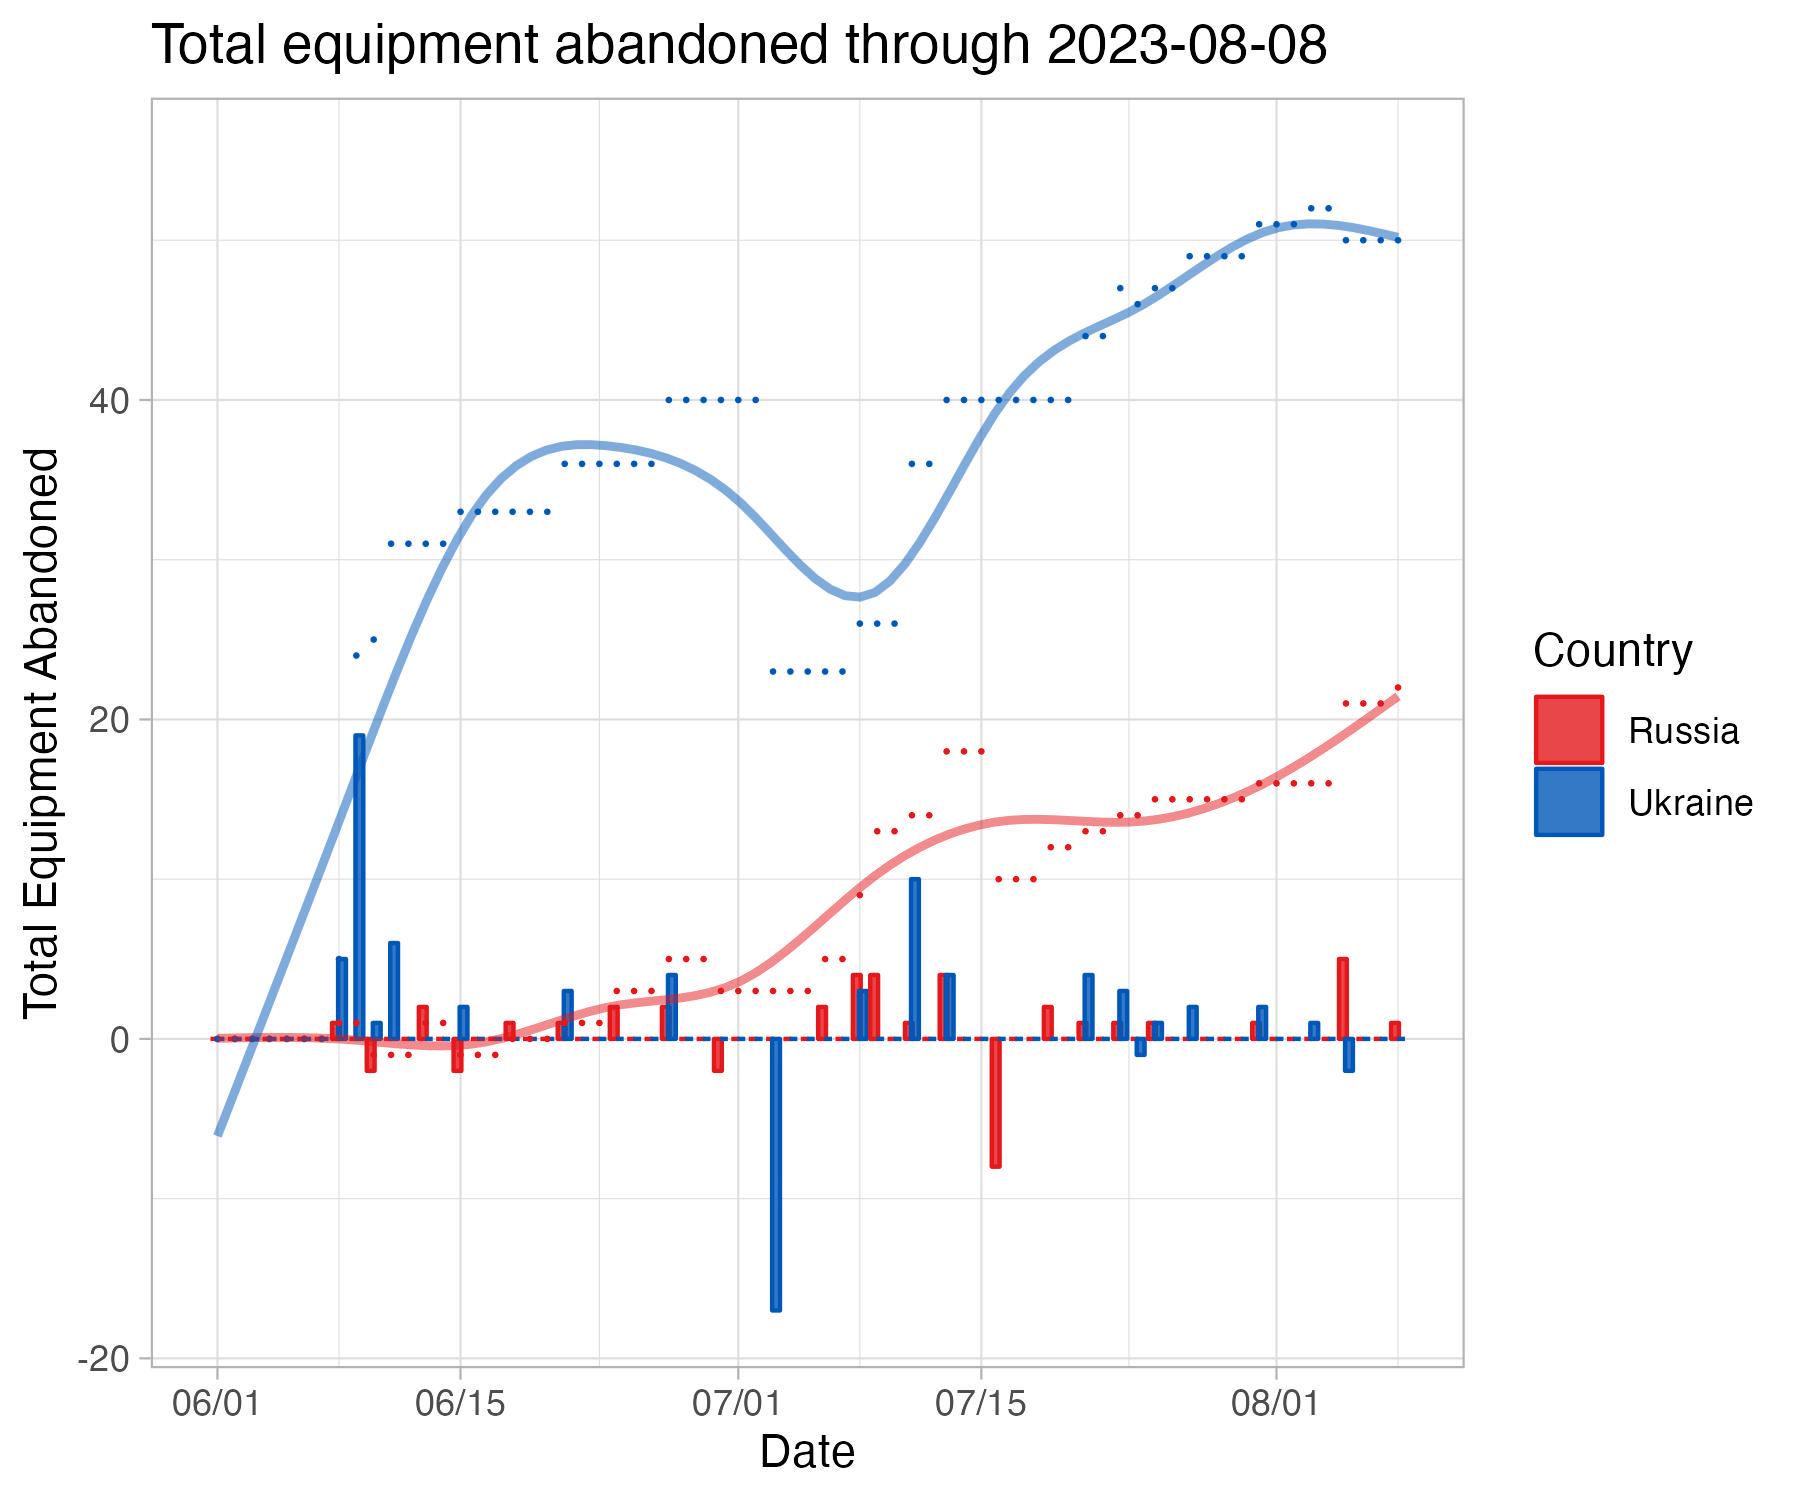 Total equipment abandoned through 2023-08-08
Total Equipment Abandoned
40
20
0
-20
06/01
06/15
07/01
07/15
08/01
Date
Country
Russia
Ukraine